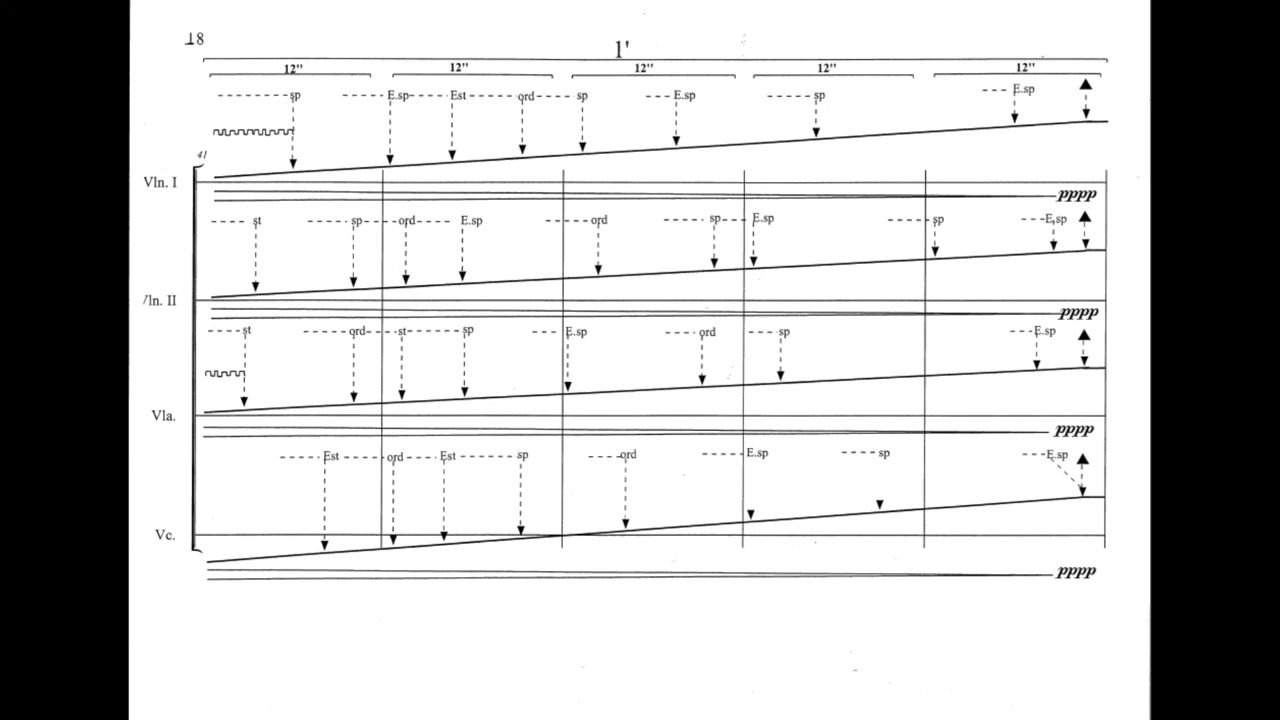 18
1'
12" 12" 12" 12" 12"
sp E.sp Est ord sp E.sp sp E.sp
41
Vln. I
pppp
st sp ord E.sp ord sp E.sp sp E.sp
Vln. II
pppp
st ord st sp E.sp ord sp E.sp
Vla.
pppp
Est ord Est sp ord E.sp sp E.sp
Vc.
pppp